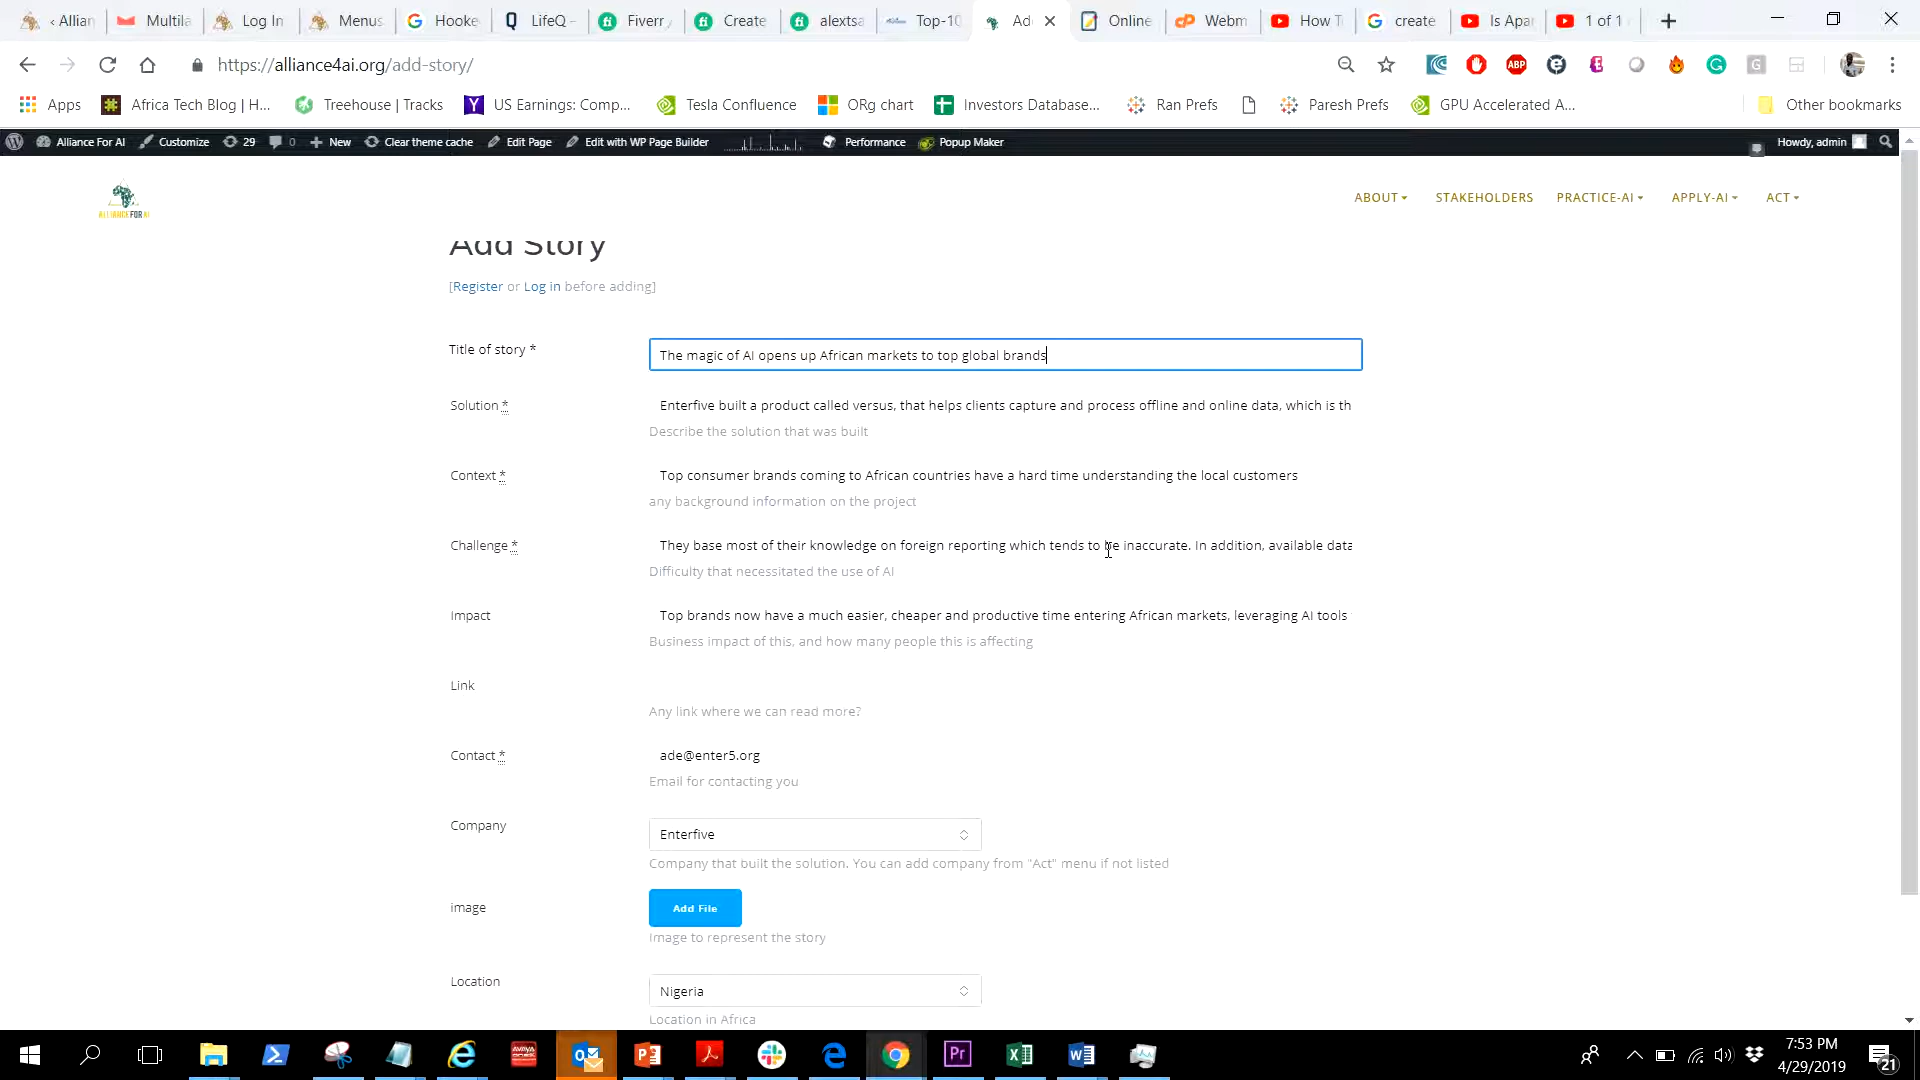 ‹ Allian
Multila
Log In
Menus
Hooke
LifeQ -
Fiverr
Create
alextsa
Top-10
Ad
Online
Webm
How T
create
Is Apar
1 of 1
https://alliance4ai.org/add-story/
Apps
Africa Tech Blog | H...
Treehouse | Tracks
US Earnings: Comp...
Tesla Confluence
ORg chart
Investors Database...
Ran Prefs
Paresh Prefs
GPU Accelerated A...
Other bookmarks
Alliance For AI
Customize
29
0
New
Clear theme cache
Edit Page
Edit with WP Page Builder
Performance
Popup Maker
Howdy, admin
ALLIANCE FOR AI
ABOUT
STAKEHOLDERS
PRACTICE-AI
APPLY-AI
ACT
Add Story
[Register or Log in before adding]
Title of story *
The magic of AI opens up African markets to top global brands
Solution *
Enterfive built a product called versus, that helps clients capture and process offline and online data, which is th
Describe the solution that was built
Context *
Top consumer brands coming to African countries have a hard time understanding the local customers
any background information on the project
Challenge *
They base most of their knowledge on foreign reporting which tends to be inaccurate. In addition, available data
Difficulty that necessitated the use of AI
Impact
Top brands now have a much easier, cheaper and productive time entering African markets, leveraging AI tools
Business impact of this, and how many people this is affecting
Link
Any link where we can read more?
Contact *
ade@enter5.org
Email for contacting you
Company
Enterfive
Company that built the solution. You can add company from "Act" menu if not listed
image
Add File
Image to represent the story
Location
Nigeria
Location in Africa
7:53 PM
4/29/2019
21